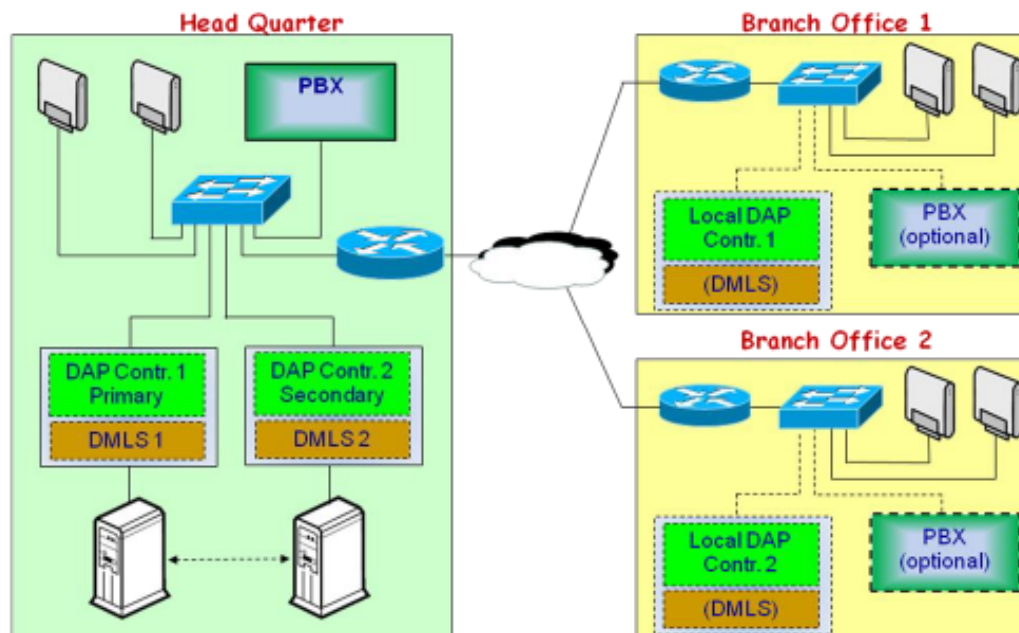 Head Quarter
PBX
DAP Contr. 1
Primary
DMLS 1
DAP Contr. 2
Secondary
DMLS 2
Branch Office 1
Local DAP
Contr. 1
(DMLS)
PBX
(optional)
Branch Office 2
Local DAP
Contr. 2
(DMLS)
PBX
(optional)